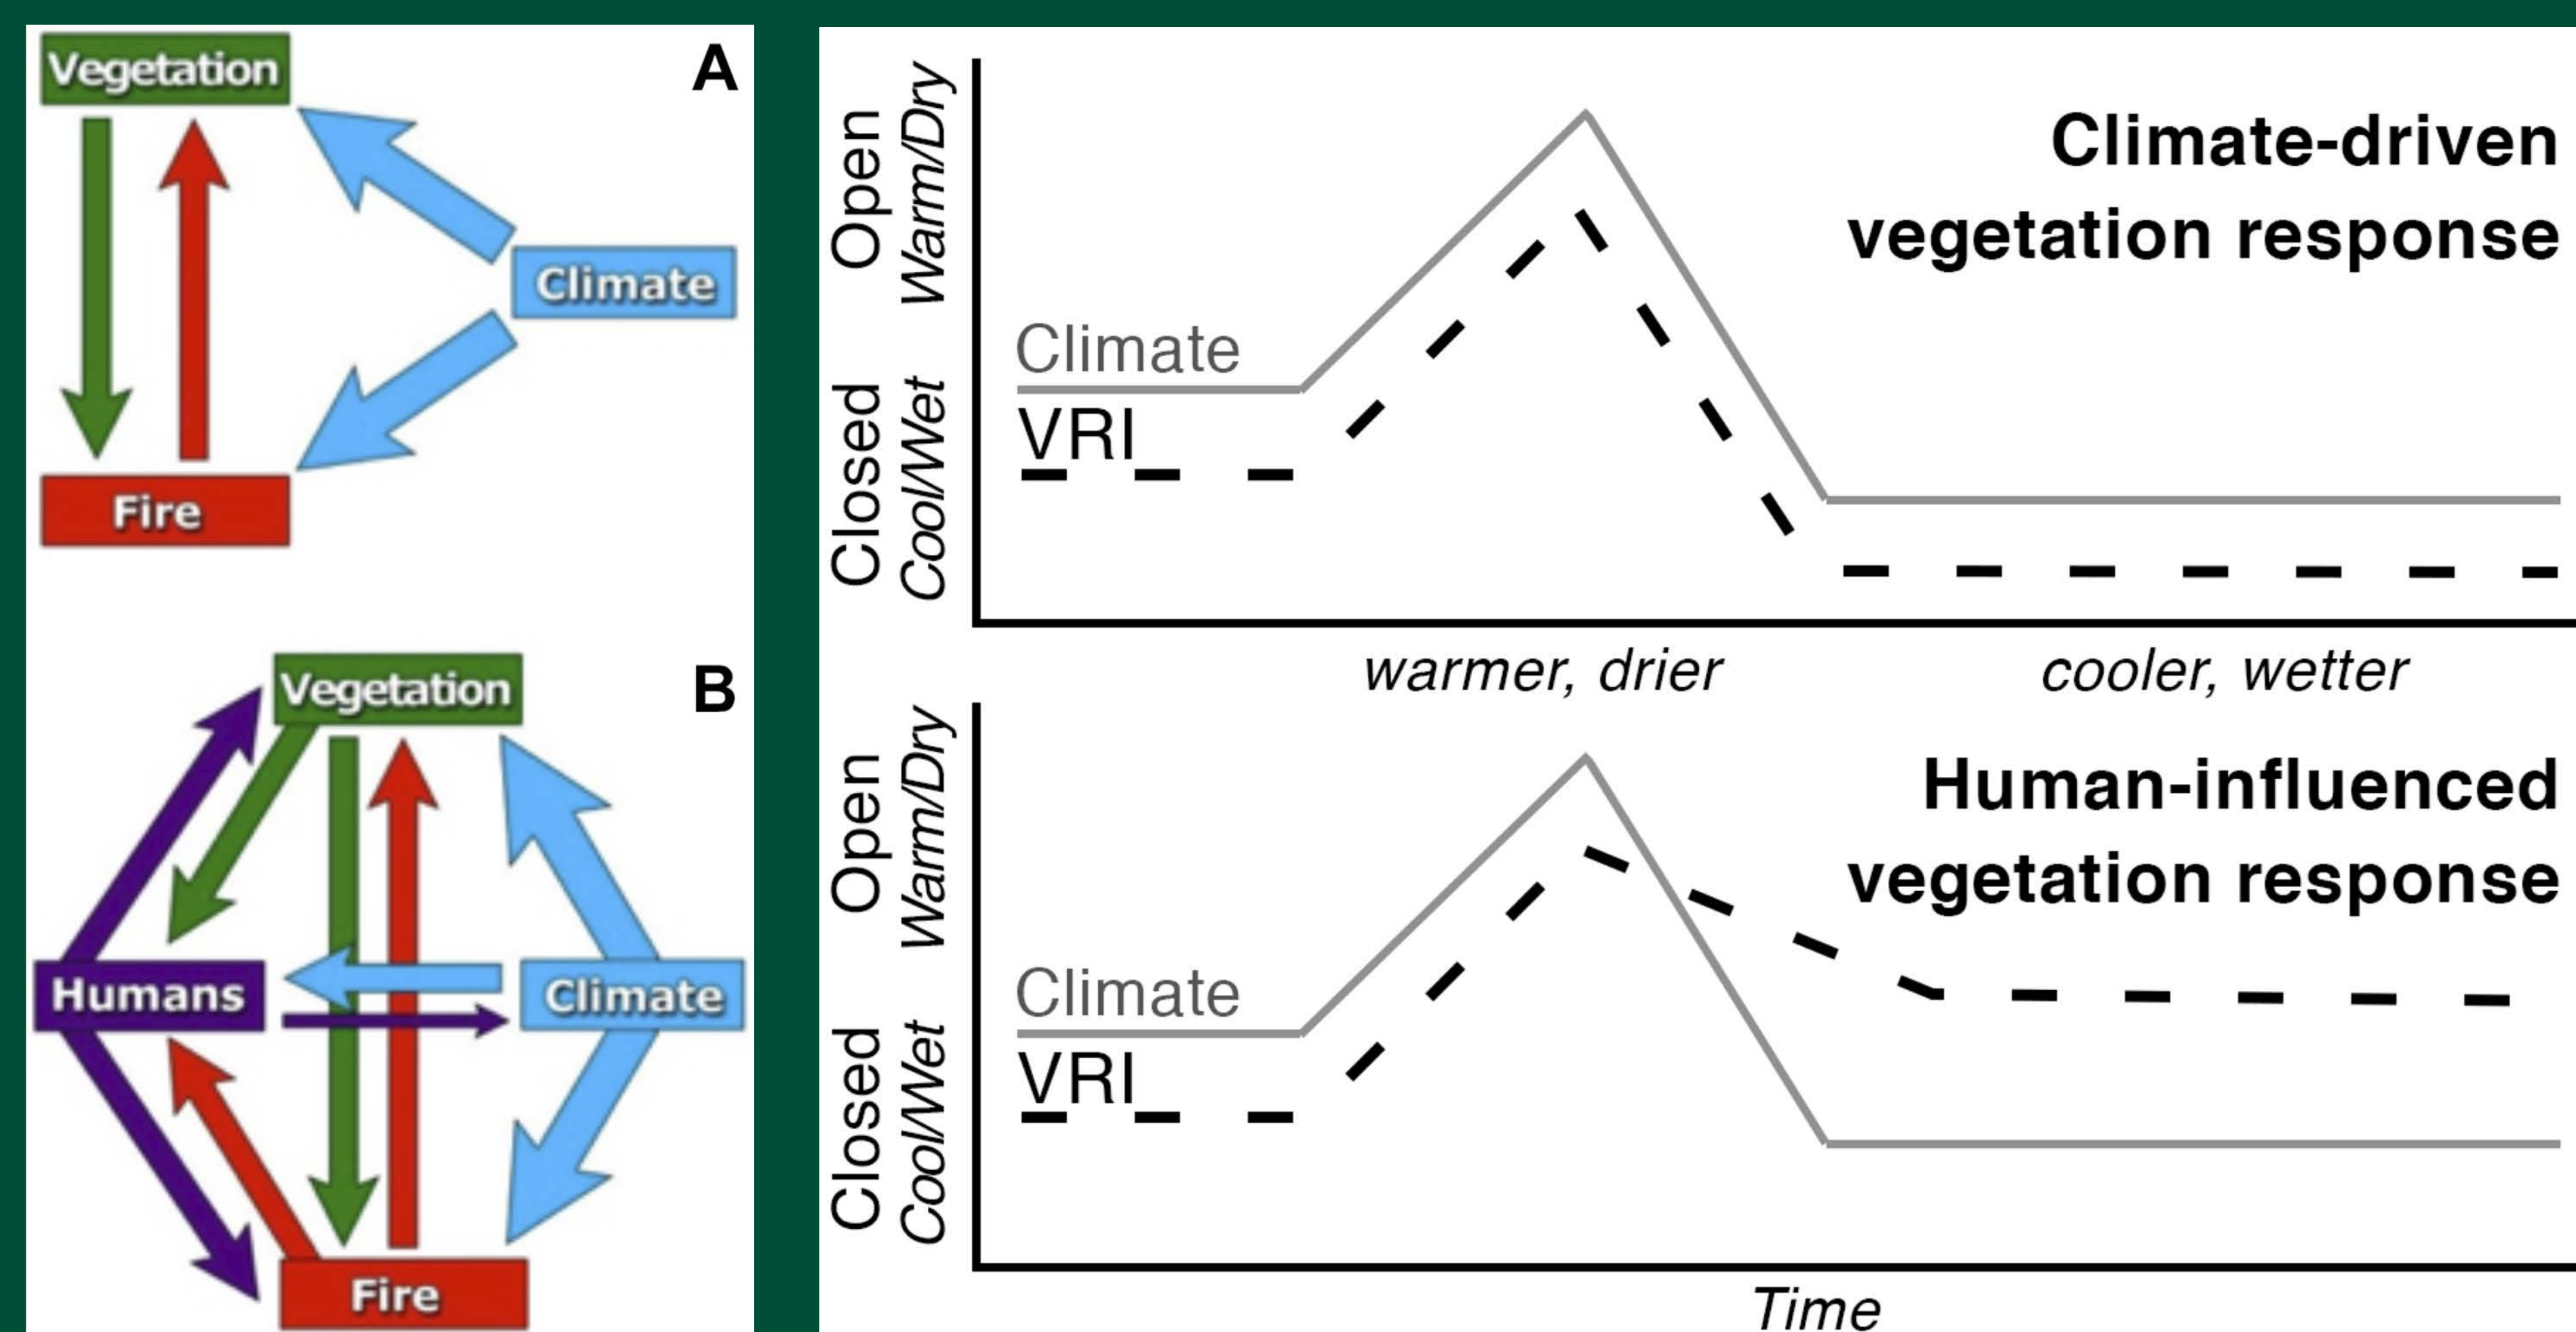 Vegetation
A
Climate
Fire
Vegetation
B
Humans
Climate
Fire
Open
Warm/Dry
Closed
Cool/Wet
Climate
VRI
Climate-driven
vegetation response
warmer, drier
cooler, wetter
Open
Warm/Dry
Closed
Cool/Wet
Climate
VRI
Human-influenced
vegetation response
Time